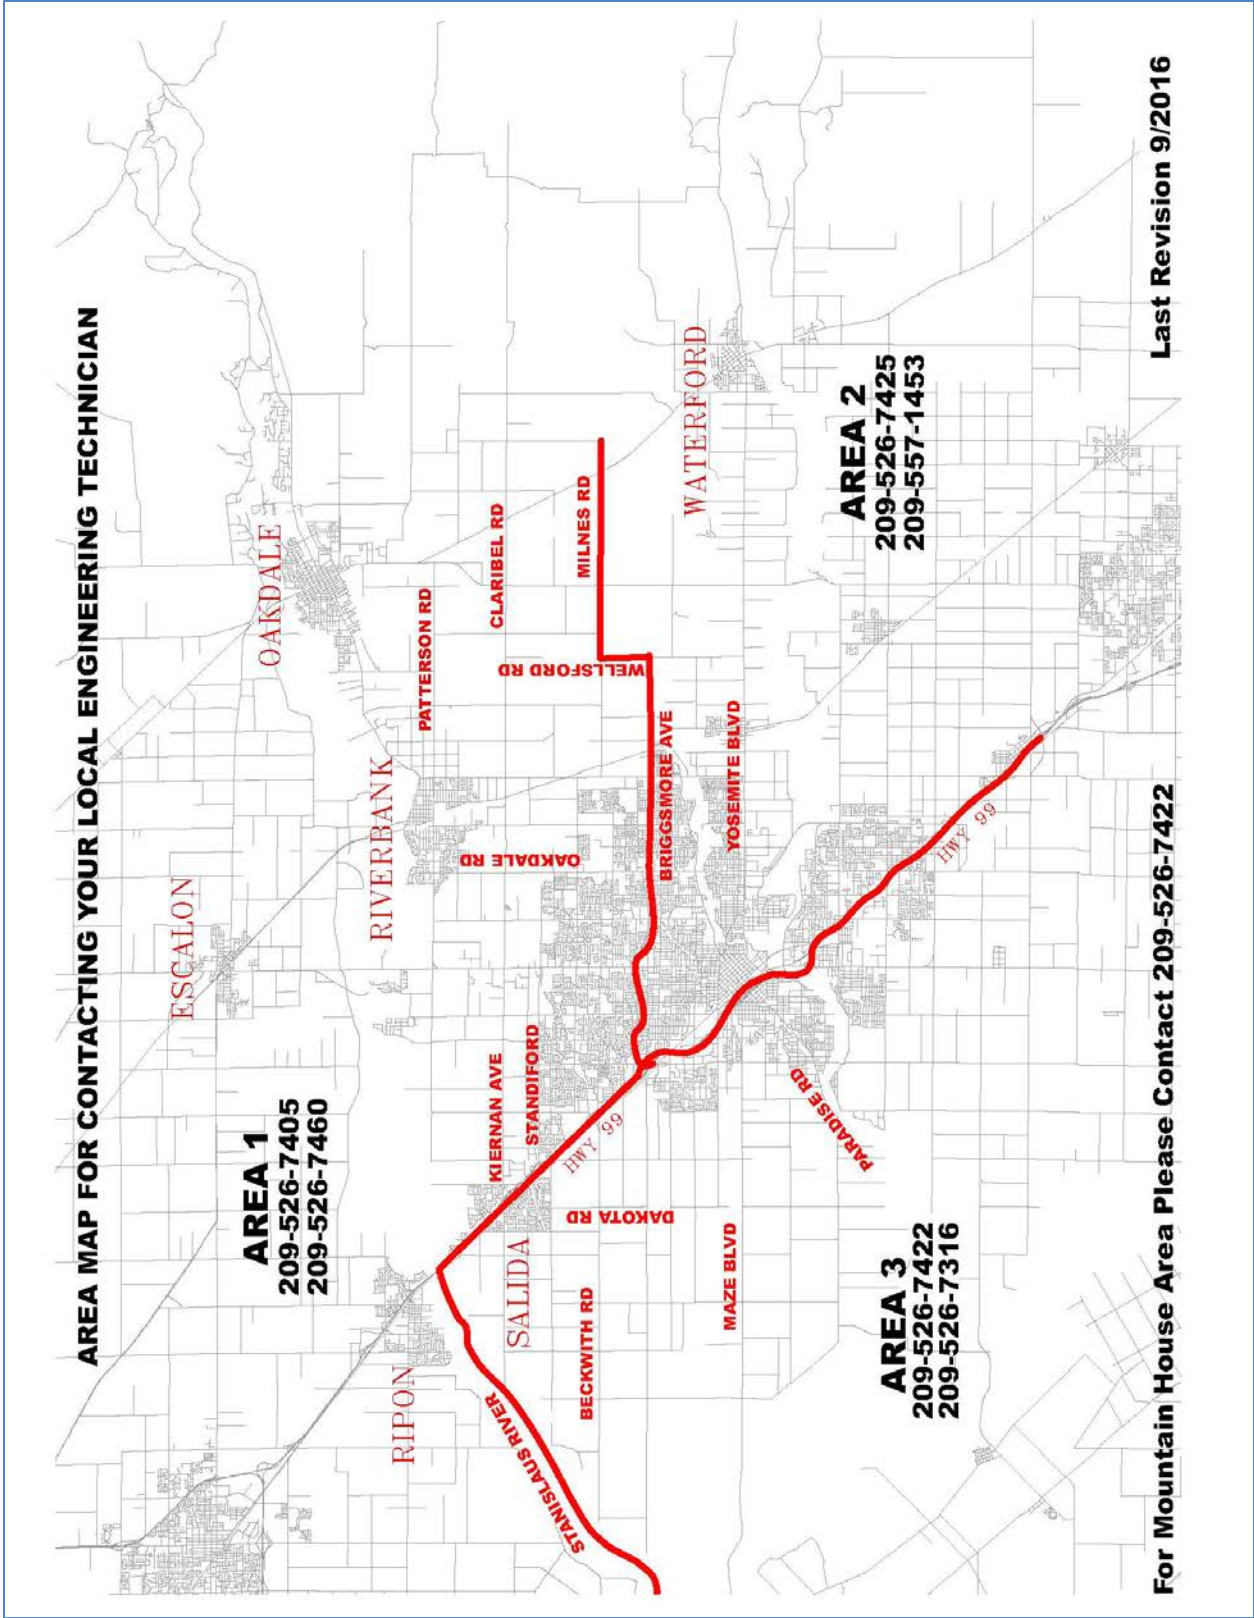 AREA MAP FOR CONTACTING YOUR LOCAL ENGINEERING TECHNICIAN
ESCALON
OAKDALE
AREA 1
209-526-7405
209-526-7460
RIPON
RIVERBANK
PATTERSON RD
KIERNAN AVE
CLARIBEL RD
STANISLAUS RIVER
SALIDA
STANDIFORD
OAKDALE RD
WELLSFORD RD
HWY 99
BECKWITH RD
MILNES RD
DAKOTA RD
BRIGGSMORE AVE
WATERFORD
MAZE BLVD
YOSEMITE BLVD
PARADISE RD
AREA 2
209-526-7425
209-557-1453
AREA 3
209-526-7422
209-526-7316
HWY 99
For Mountain House Area Please Contact 209-526-7422
Last Revision 9/2016